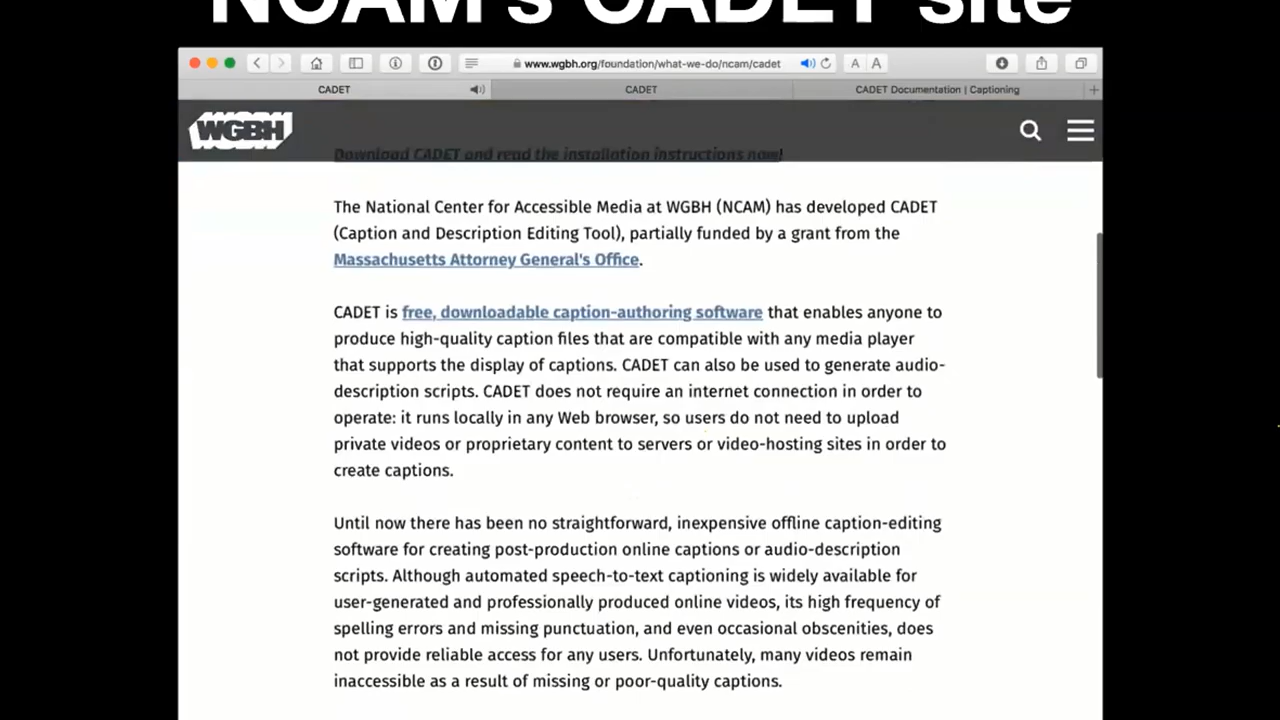 NCAM's CADET site
www.wgbh.org/foundation/what-we-do/ncam/cadet
A A
CADET
CADET
CADET Documentation | Captioning
WGBH
Download CADET and read the installation instructions now!
The National Center for Accessible Media at WGBH (NCAM) has developed CADET
(Caption and Description Editing Tool), partially funded by a grant from the
Massachusetts Attorney General's Office.
CADET is free, downloadable caption-authoring software that enables anyone to
produce high-quality caption files that are compatible with any media player
that supports the display of captions. CADET can also be used to generate audio-
description scripts. CADET does not require an internet connection in order to
operate: it runs locally in any Web browser, so users do not need to upload
private videos or proprietary content to servers or video-hosting sites in order to
create captions.
Until now there has been no straightforward, inexpensive offline caption-editing
software for creating post-production online captions or audio-description
scripts. Although automated speech-to-text captioning is widely available for
user-generated and professionally produced online videos, its high frequency of
spelling errors and missing punctuation, and even occasional obscenities, does
not provide reliable access for any users. Unfortunately, many videos remain
inaccessible as a result of missing or poor-quality captions.